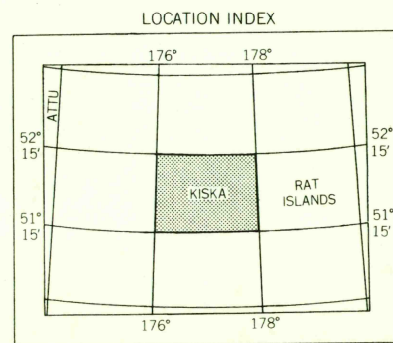 LOCATION INDEX
176° 178°
ATTU
52°
15'
52°
15'
KISKA
RAT
ISLANDS
51°
15'
51°
15'
176° 178°